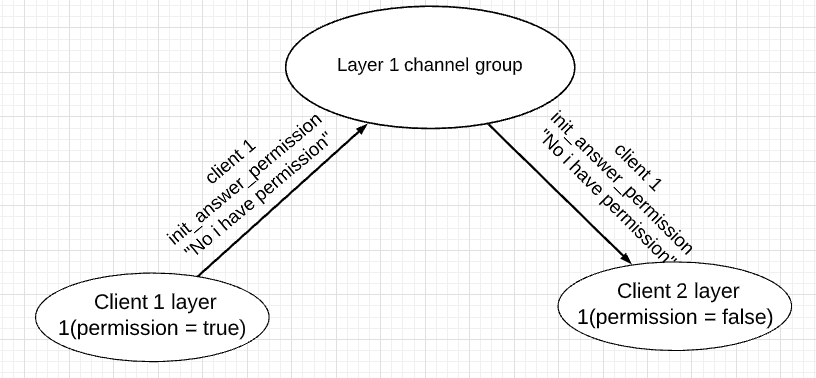 Layer 1 channel group
client 1
init_answer_permission
"No i have permission"
client 1
init_answer_permission
"No i have permission"
Client 1 layer
1(permission = true)
Client 2 layer
1(permission = false)